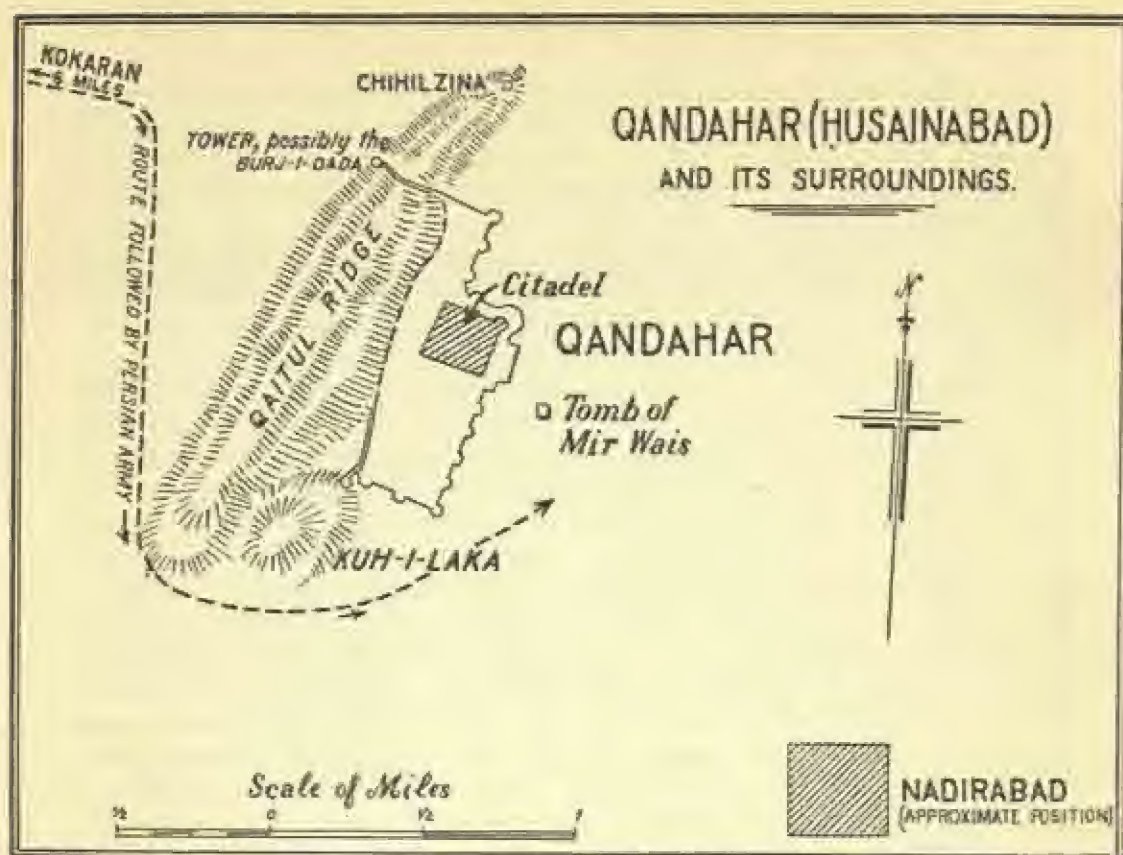 KOKARAN
6 MILES
CHIHILZINA
TOWER, possibly the
BURJ-I-DADA
QANDAHAR (HUSAINABAD)
AND ITS SURROUNDINGS.
ROUTE FOLLOWED BY PERSIAN ARMY
QAITUL RIDGE
Citadel
QANDAHAR
N
Tomb of
Mir Wais
KUH-I-LAKA
Scale of Miles
½ 0 ½ 1
NADIRABAD
(APPROXIMATE POSITION)